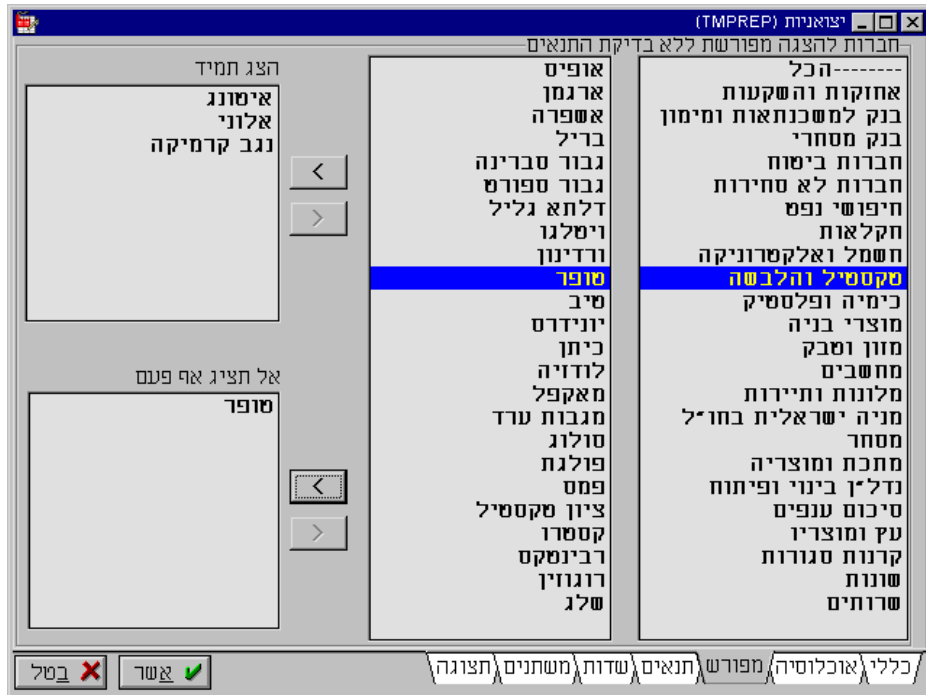 יצואניות (TMPREP)
חברות להצגה מפורשת ללא בדיקת התנאים
--------הכל
אחזקות והשקעות
בנק למשכנתאות ומימון
בנק מסחרי
חברות ביטוח
חברות לא סחירות
חיפושי נפט
חקלאות
חשמל ואלקטרוניקה
טקסטיל והלבשה
כימיה ופלסטיק
מוצרי בניה
מזון וטבק
מחשבים
מלונות ותיירות
מניה ישראלית בחו״ל
מסחר
מתכת ומוצריה
נדל״ן בינוי ופיתוח
סיכום ענפים
עץ ומוצריו
קרנות סגורות
שונות
שרותים
אופיס
ארגמן
אשפרה
בריל
גבור סברינה
גבור ספורט
דלתא גליל
ויטלגו
ורדינון
טופר
טיב
יונידרס
כיתן
לודזיה
מאקפל
מגבות ערד
סולוג
פולגת
פמס
ציון טקסטיל
קסטרו
רבינטקס
רוגוזין
שלג
הצג תמיד
איטונג
אלוני
נגב קרמיקה
<
>
אל תציג אף פעם
טופר
<
>
כללי אוכלוסיה מפורש תנאים שדות משתנים תצוגה
אשר
בטל